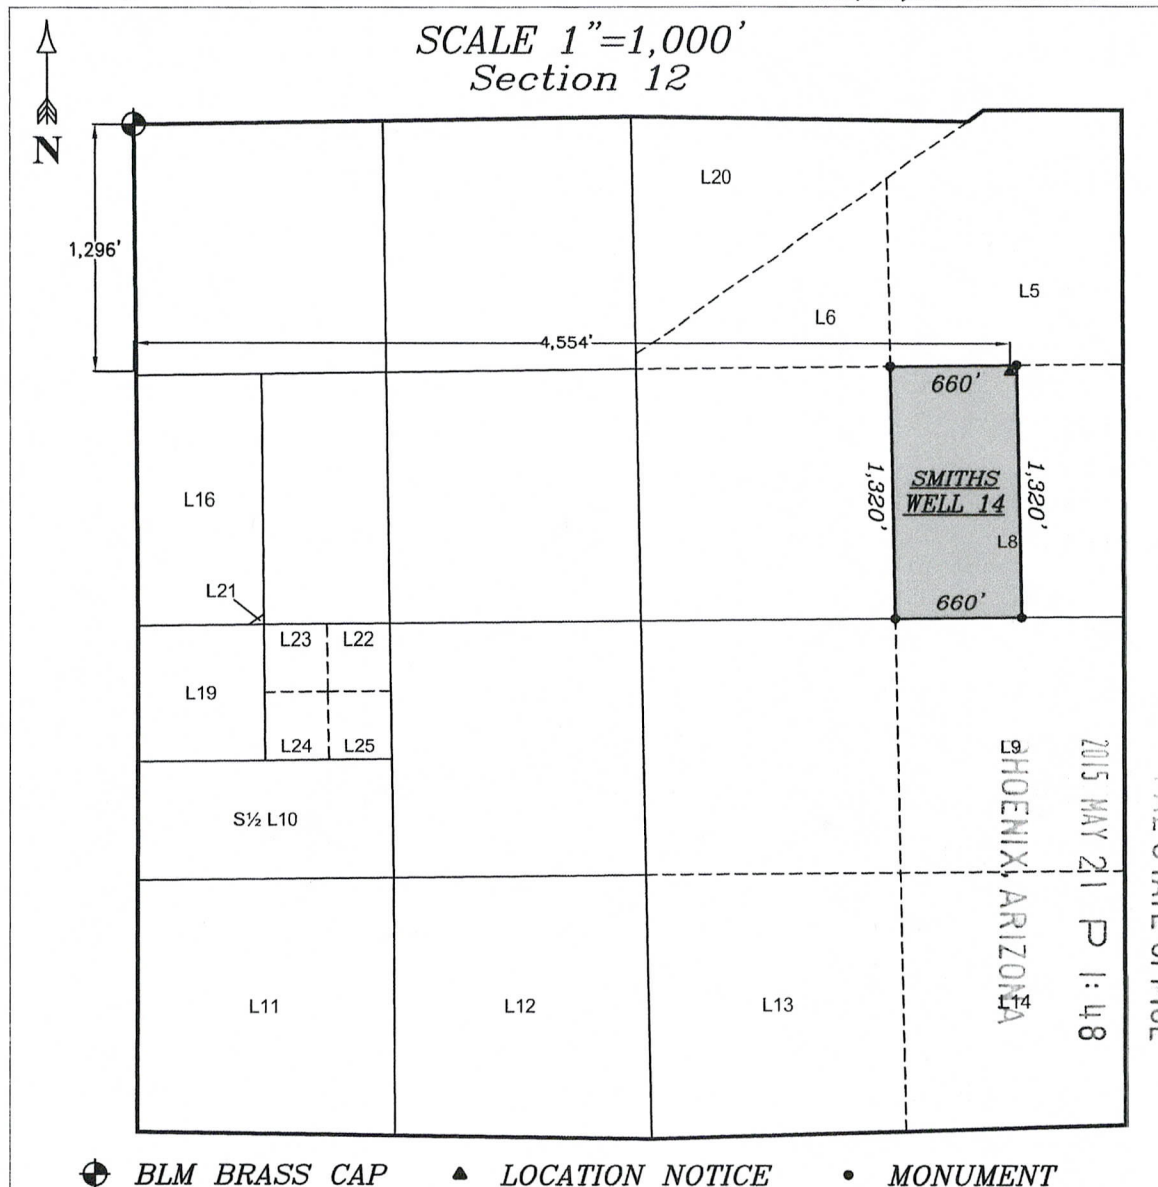 SCALE 1"=1,000'
Section 12
N
L20
1,296'
L5
L6
4,554'
660'
L16
1,320'
SMITHS
WELL 14
1,320'
L8
L21
660'
L23
L22
L19
L24
L25
L9
S½ L10
PHOENIX, ARIZONA
2015 MAY 21 P 1:48
L11
L12
L13
L14
BLM BRASS CAP
LOCATION NOTICE
MONUMENT